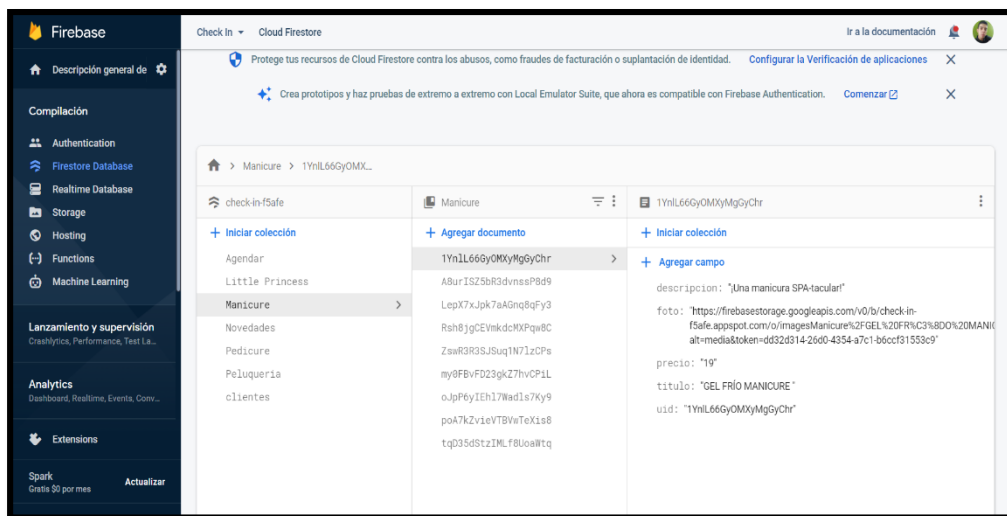 Firebase
Check In
Cloud Firestore
Ir a la documentación
Descripción general de
Protege tus recursos de Cloud Firestore contra los abusos, como fraudes de facturación o suplantación de identidad.
Configurar la Verificación de aplicaciones
Crea prototipos y haz pruebas de extremo a extremo con Local Emulator Suite, que ahora es compatible con Firebase Authentication.
Comenzar
Compilación
Authentication
Firestore Database
Realtime Database
Storage
Hosting
Functions
Machine Learning
Lanzamiento y supervisión
Crashlytics, Performance, Test La...
Analytics
Dashboard, Realtime, Events, Conv...
Extensions
Spark
Gratis $0 por mes
Actualizar
Manicure > 1YnlL66GyOMX...
check-in-f5afe
Iniciar colección
Agendar
Little Princess
Manicure
Novedades
Pedicure
Peluqueria
clientes
Manicure
Agregar documento
1YnlL66GyOMXyMgGyChr
A8urISZ5bR3dvnssP8d9
LepX7xJpk7aAGnq8qFy3
Rsh8jgCEVmkdcMXPqw8C
ZswR3R3SJSuq1N7lzCPs
my0FBvFD23gkZ7hvCPiL
oJpP6yIEhl7Wadls7Ky9
poA7kZvieVTBVwTeXis8
tqD35dStzIMLf8UoaWtq
1YnlL66GyOMXyMgGyChr
Iniciar colección
Agregar campo
descripcion: "¡Una manicura SPA-tacular!"
foto: "https://firebasestorage.googleapis.com/v0/b/check-in-
f5afe.appspot.com/o/imagesManicure%2FGEL%20FR%C3%8DO%20MANIC
alt=media&token=dd32d314-26d0-4354-a7c1-b6ccf31553c9"
precio: "19"
titulo: "GEL FRÍO MANICURE "
uid: "1YnlL66GyOMXyMgGyChr"